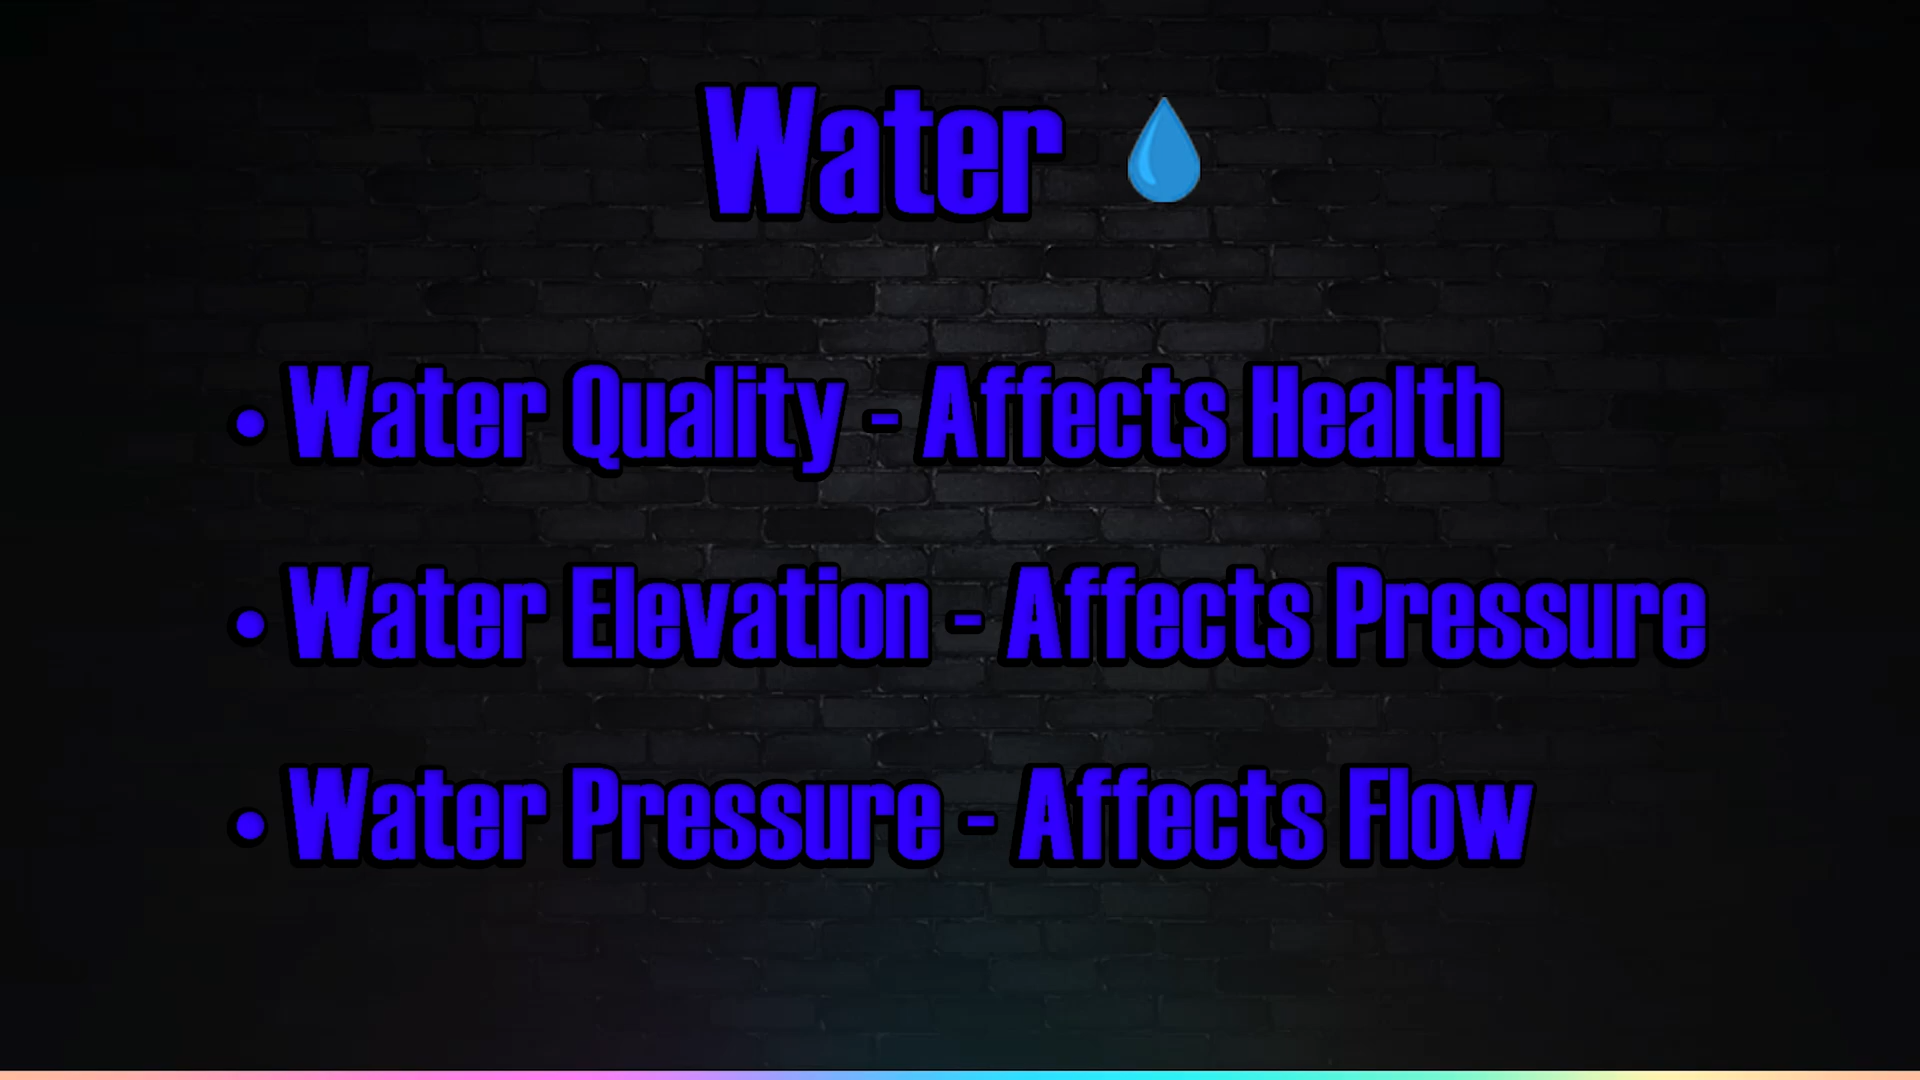 Water 💧
• Water Quality - Affects Health
• Water Elevation - Affects Pressure
• Water Pressure - Affects Flow